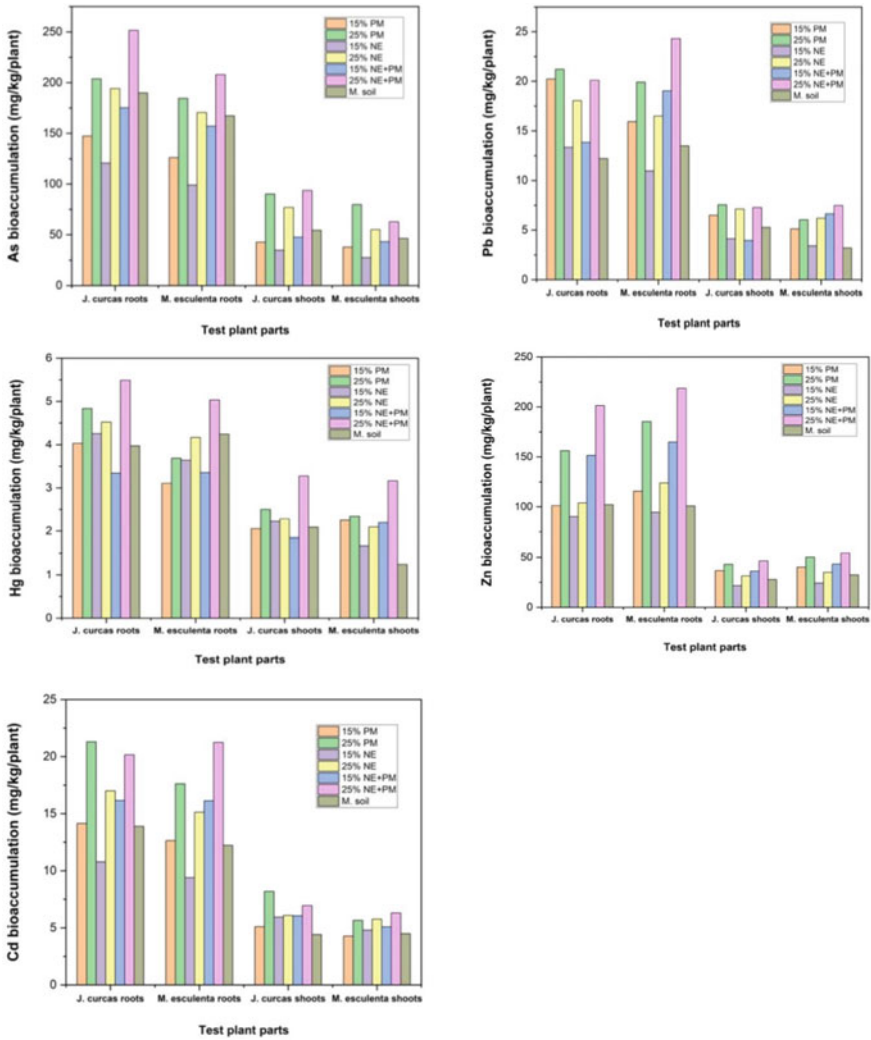 As bioaccumulation (mg/kg/plant)
250
200
150
100
50
0
15% PM
25% PM
15% NE
25% NE
15% NE+PM
25% NE+PM
M. soil
J. curcas roots M. esculenta roots J. curcas shoots M. esculenta shoots
Test plant parts
Pb bioaccumulation (mg/kg/plant)
25
20
15
10
5
0
15% PM
25% PM
15% NE
25% NE
15% NE+PM
25% NE+PM
M. soil
J. curcas roots M. esculenta roots J. curcas shoots M. esculenta shoots
Test plant parts
Hg bioaccumulation (mg/kg/plant)
6
5
4
3
2
1
0
15% PM
25% PM
15% NE
25% NE
15% NE+PM
25% NE+PM
M. soil
J. curcas roots M. esculenta roots J. curcas shoots M. esculenta shoots
Test plant parts
Zn bioaccumulation (mg/kg/plant)
250
200
150
100
50
0
15% PM
25% PM
15% NE
25% NE
15% NE+PM
25% NE+PM
M. soil
J. curcas roots M. esculenta roots J. curcas shoots M. esculenta shoots
Test plant parts
Cd bioaccumulation (mg/kg/plant)
25
20
15
10
5
0
15% PM
25% PM
15% NE
25% NE
15% NE+PM
25% NE+PM
M. soil
J. curcas roots M. esculenta roots J. curcas shoots M. esculenta shoots
Test plant parts